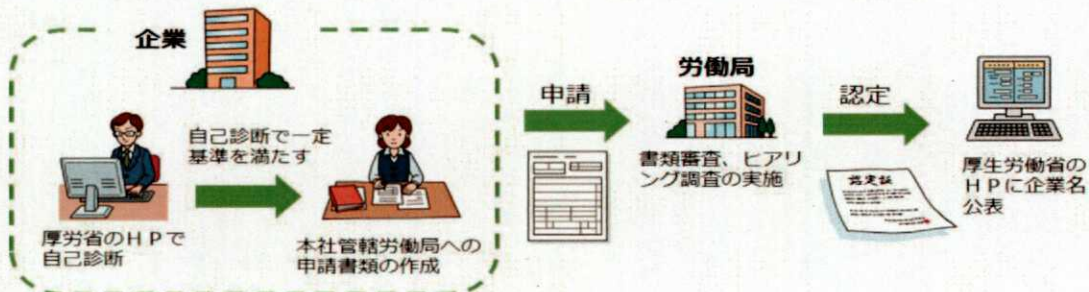 企業
厚労省のＨＰで
自己診断
自己診断で一定
基準を満たす
本社管轄労働局への
申請書類の作成
申請
労働局
書類審査、ヒアリ
ング調査の実施
認定
認定証
厚生労働省の
ＨＰに企業名
公表